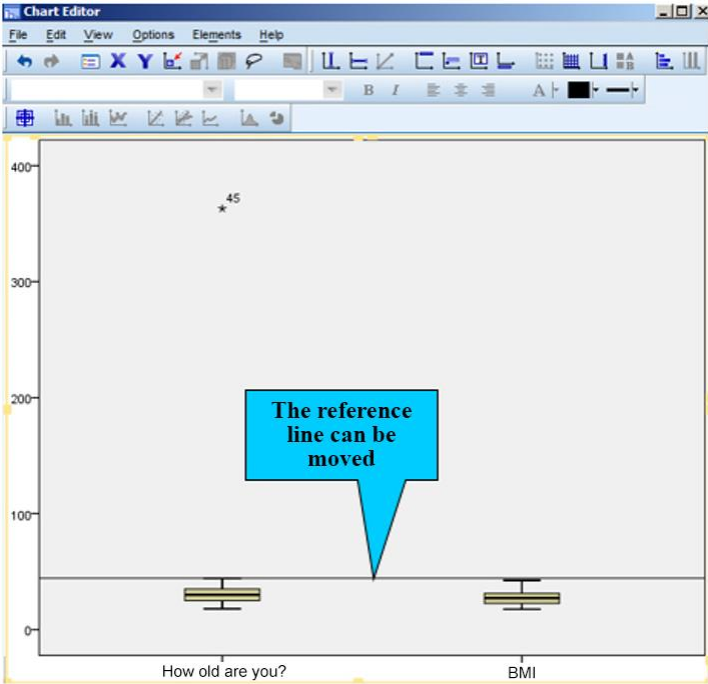 Chart Editor
File Edit View Options Elements Help
X Y
B I A
400
45
300
200
The reference
line can be
moved
100
0
How old are you? BMI